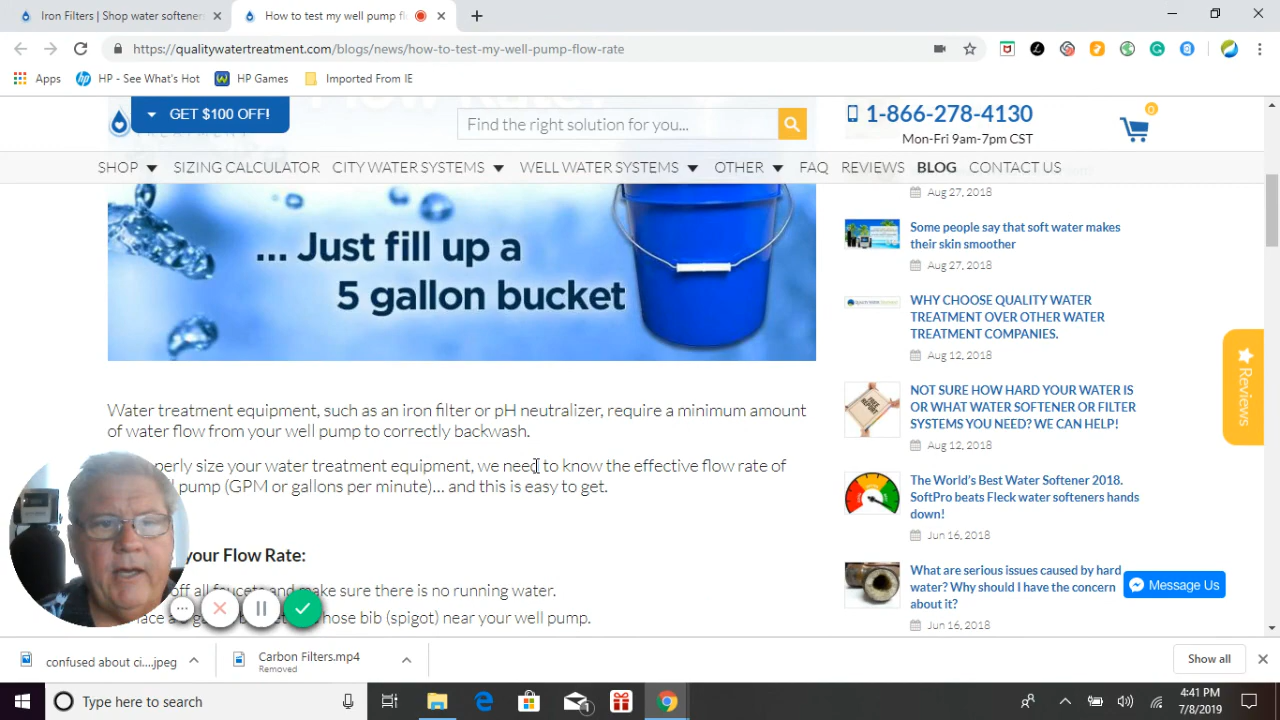 Iron Filters | Shop water softener
How to test my well pump fl
https://qualitywatertreatment.com/blogs/news/how-to-test-my-well-pump-flow-rate
Apps
HP - See What's Hot
HP Games
Imported From IE
GET $100 OFF!
Find the right solution for you...
1-866-278-4130
Mon-Fri 9am-7pm CST
0
SHOP
SIZING CALCULATOR
CITY WATER SYSTEMS
WELL WATER SYSTEMS
OTHER
FAQ
REVIEWS
BLOG
CONTACT US
... Just fill up a
5 gallon bucket
Water treatment equipment, such as an iron filter or pH neutralizer, require a minimum amount
of water flow from your well pump to correctly backwash.
perly size your water treatment equipment, we need to know the effective flow rate of
pump (GPM or gallons per minute)... and this is easy to get.
your Flow Rate:
off all faucets and make sure there is no running water.
hose bib (spigot) near your well pump.
Aug 27, 2018
Some people say that soft water makes
their skin smoother
Aug 27, 2018
WHY CHOOSE QUALITY WATER
TREATMENT OVER OTHER WATER
TREATMENT COMPANIES.
Aug 12, 2018
NOT SURE HOW HARD YOUR WATER IS
OR WHAT WATER SOFTENER OR FILTER
SYSTEMS YOU NEED? WE CAN HELP!
Aug 12, 2018
The World's Best Water Softener 2018.
SoftPro beats Fleck water softeners hands
down!
Jun 16, 2018
What are serious issues caused by hard
water? Why should I have the concern
about it?
Jun 16, 2018
Reviews
Message Us
confused about ci....jpeg
Carbon Filters.mp4
Removed
Show all
Type here to search
1
4:41 PM
7/8/2019